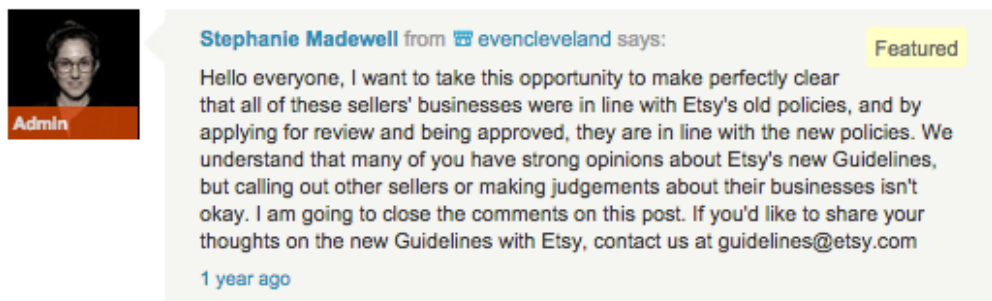 Stephanie Madewell from evencleveland says:
Featured
Hello everyone, I want to take this opportunity to make perfectly clear
that all of these sellers' businesses were in line with Etsy's old policies, and by
applying for review and being approved, they are in line with the new policies. We
understand that many of you have strong opinions about Etsy's new Guidelines,
but calling out other sellers or making judgements about their businesses isn't
okay. I am going to close the comments on this post. If you'd like to share your
thoughts on the new Guidelines with Etsy, contact us at guidelines@etsy.com
1 year ago
Admin